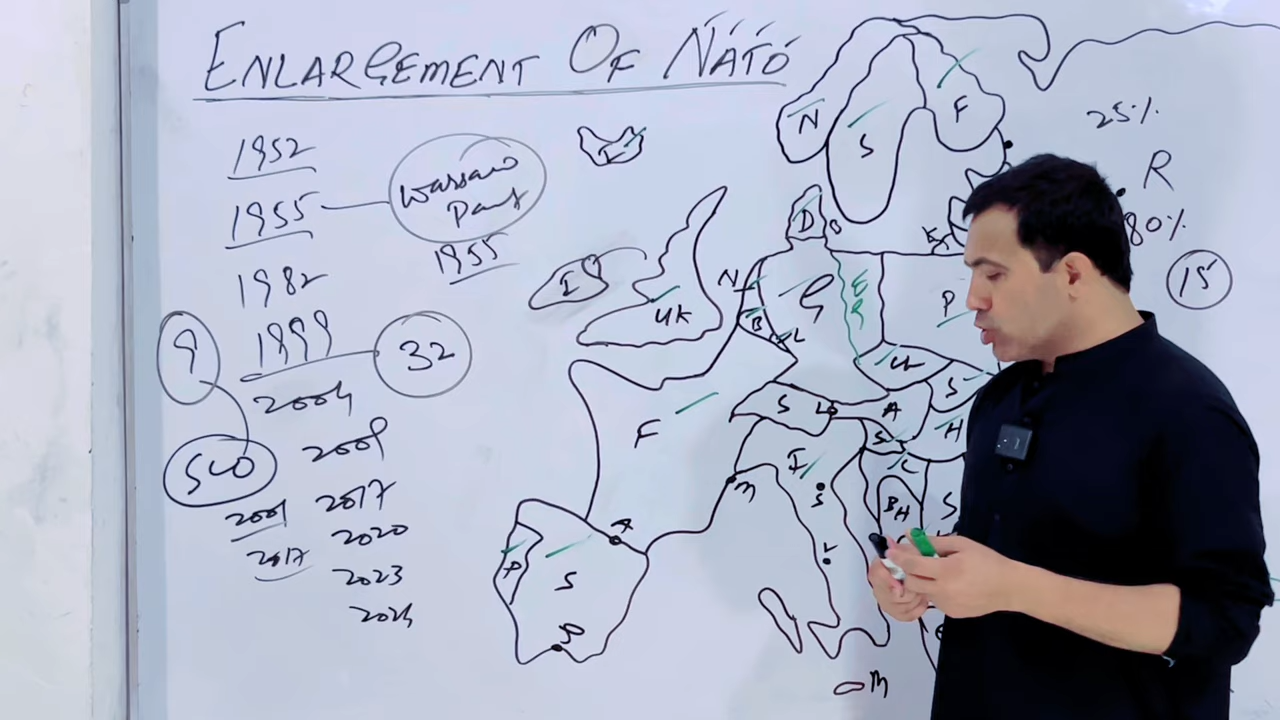 ENLARGEMENT OF NATO
1952
1955
Warsaw
Pact
1955
1982
9
1999
32
2004
SCO
2009
2001
2017
2017
2020
2023
2024
I
I
UK
N
S
F
25%
R
80%
15
D
N
G
EG
P
B
L
F
S
L
A
S
H
S
I
C
S
V
BH
S
M
A
P
S
G
M